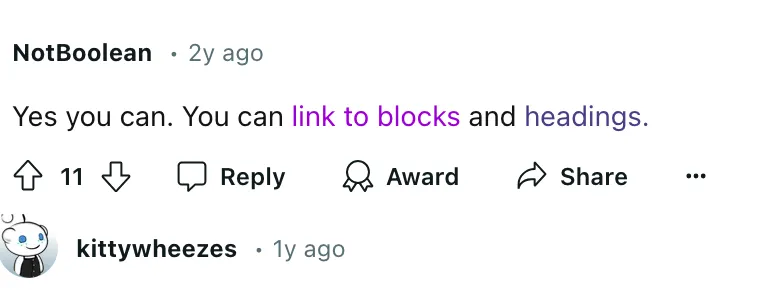 NotBoolean • 2y ago
Yes you can. You can link to blocks and headings.
11 Reply Award Share ...
kittywheezes • 1y ago